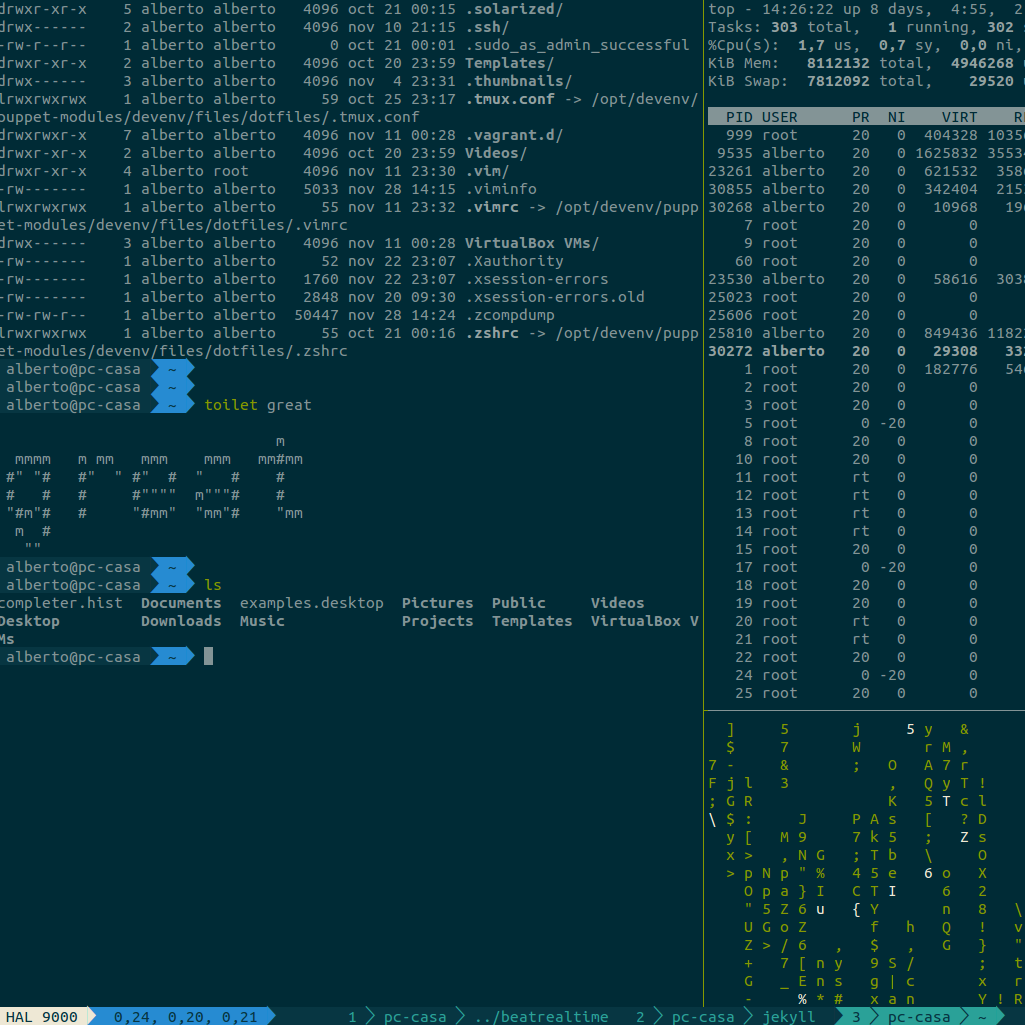 drwxr-xr-x    5 alberto alberto   4096 oct 21 00:15 .solarized/
drwx------    2 alberto alberto   4096 nov 10 21:15 .ssh/
-rw-r--r--    1 alberto alberto      0 oct 21 00:01 .sudo_as_admin_successful
drwxr-xr-x    2 alberto alberto   4096 oct 20 23:59 Templates/
drwx------    3 alberto alberto   4096 nov  4 23:31 .thumbnails/
lrwxrwxrwx    1 alberto alberto     59 oct 25 23:17 .tmux.conf -> /opt/devenv/
puppet-modules/devenv/files/dotfiles/.tmux.conf
drwxrwxr-x    7 alberto alberto   4096 nov 11 00:28 .vagrant.d/
drwxr-xr-x    2 alberto alberto   4096 oct 20 23:59 Videos/
drwxr-xr-x    4 alberto root      4096 nov 11 23:30 .vim/
-rw-------    1 alberto alberto   5033 nov 28 14:15 .viminfo
lrwxrwxrwx    1 alberto alberto     55 nov 11 23:32 .vimrc -> /opt/devenv/pupp
et-modules/devenv/files/dotfiles/.vimrc
drwx------    3 alberto alberto   4096 nov 11 00:28 VirtualBox VMs/
-rw-------    1 alberto alberto     52 nov 22 23:07 .Xauthority
-rw-------    1 alberto alberto   1760 nov 22 23:07 .xsession-errors
-rw-------    1 alberto alberto   2848 nov 20 09:30 .xsession-errors.old
-rw-rw-r--    1 alberto alberto  50447 nov 28 14:24 .zcompdump
lrwxrwxrwx    1 alberto alberto     55 oct 21 00:16 .zshrc -> /opt/devenv/pupp
et-modules/devenv/files/dotfiles/.zshrc
alberto@pc-casa  ~
alberto@pc-casa  ~
alberto@pc-casa  ~  toilet great
                               m
  mmmm   m mm   mmm    mmm   mm#mm
 #" "#   #"  " #"  #  "   #    #
 #   #   #     #""""  m"""#    #
 "#m"#   #     "#mm"  "mm"#    "mm
  m  #
   ""
alberto@pc-casa  ~
alberto@pc-casa  ~  ls
completer.hist  Documents  examples.desktop  Pictures  Public     Videos
Desktop         Downloads  Music             Projects  Templates  VirtualBox V
Ms
alberto@pc-casa  ~
top - 14:26:22 up 8 days,  4:55,  2
Tasks: 303 total,   1 running, 302
%Cpu(s):  1,7 us,  0,7 sy,  0,0 ni,
KiB Mem:   8112132 total,  4946268
KiB Swap:  7812092 total,    29520
  PID USER      PR  NI    VIRT
  999 root      20   0  404328 1035
 9535 alberto   20   0 1625832 3553
23261 alberto   20   0  621532  358
30855 alberto   20   0  342404  215
30268 alberto   20   0   10968   19
    7 root      20   0       0
    9 root      20   0       0
   60 root      20   0       0
23530 alberto   20   0   58616  303
25023 root      20   0       0
25606 root      20   0       0
25810 alberto   20   0  849436 1182
30272 alberto   20   0   29308   33
    1 root      20   0  182776   54
    2 root      20   0       0
    3 root      20   0       0
    5 root       0 -20       0
    8 root      20   0       0
   10 root      20   0       0
   11 root      rt   0       0
   12 root      rt   0       0
   13 root      rt   0       0
   14 root      rt   0       0
   15 root      20   0       0
   17 root       0 -20       0
   18 root      20   0       0
   19 root      20   0       0
   20 root      rt   0       0
   21 root      rt   0       0
   22 root      20   0       0
   24 root       0 -20       0
   25 root      20   0       0
  ]     5       j     5 y   &
  $     7       W       r M ,
7 -     &       ;   O   A 7 r
F j l   3           ,   Q y T !
; G R               K   5 T c l
\ $ :     J     P A s   [   ? D
  y [   M 9     7 k 5   ;   Z s
  x >   , N G   ; T b   \     O
  > p N p " %   4 5 e   6 o   X
    O p a } I   C T I     6   2
    " 5 Z 6 u   { Y       n   8   \
    U G o Z       f   h   Q   !   v
    Z > / 6   ,   $   ,   G   }   "
    +   7 [ n y   9 S /       ;   t
    G   _ E n s   g | c       x   r
    -     % * #   x a n       Y ! R
HAL 9000  0,24, 0,20, 0,21  1  pc-casa  ../beatrealtime  2  pc-casa  jekyll  3  pc-casa  ~